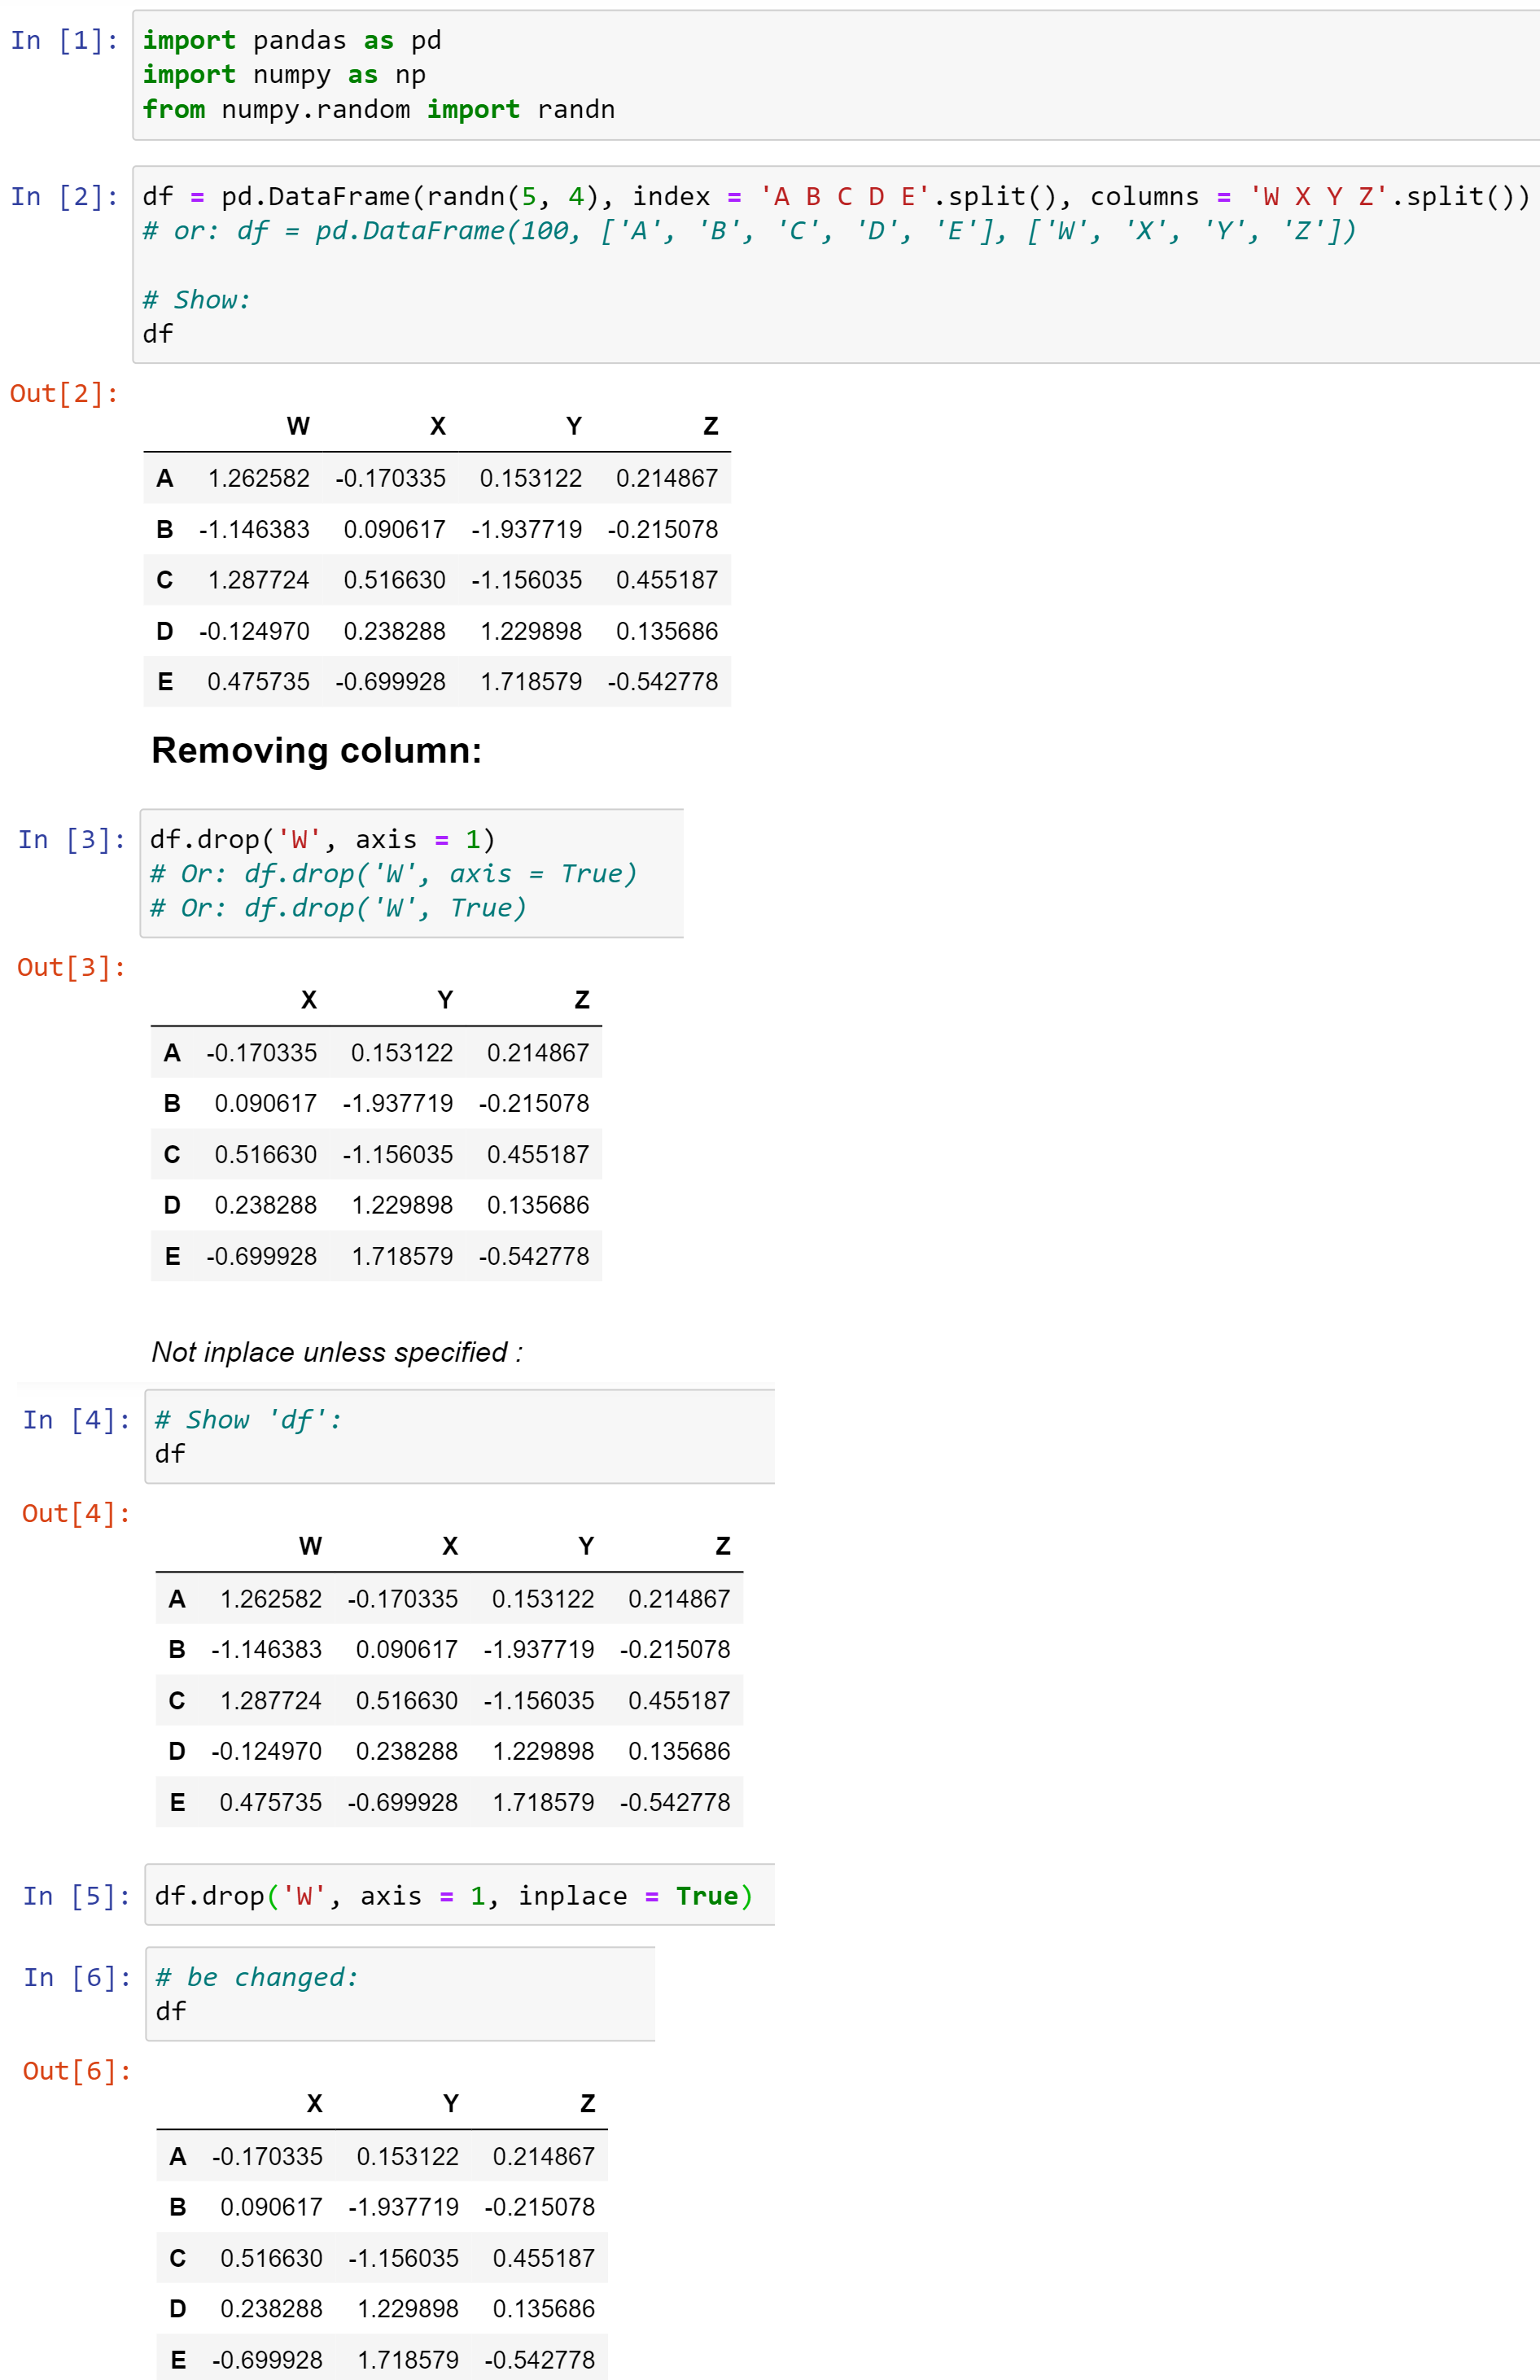 In [1]: import pandas as pd
import numpy as np
from numpy.random import randn
In [2]: df = pd.DataFrame(randn(5, 4), index = 'A B C D E'.split(), columns = 'W X Y Z'.split())
# or: df = pd.DataFrame(100, ['A', 'B', 'C', 'D', 'E'], ['W', 'X', 'Y', 'Z'])
# Show:
df
Out[2]:
W X Y Z
A 1.262582 -0.170335 0.153122 0.214867
B -1.146383 0.090617 -1.937719 -0.215078
C 1.287724 0.516630 -1.156035 0.455187
D -0.124970 0.238288 1.229898 0.135686
E 0.475735 -0.699928 1.718579 -0.542778
Removing column:
In [3]: df.drop('W', axis = 1)
# Or: df.drop('W', axis = True)
# Or: df.drop('W', True)
Out[3]:
X Y Z
A -0.170335 0.153122 0.214867
B 0.090617 -1.937719 -0.215078
C 0.516630 -1.156035 0.455187
D 0.238288 1.229898 0.135686
E -0.699928 1.718579 -0.542778
Not inplace unless specified :
In [4]: # Show 'df':
df
Out[4]:
W X Y Z
A 1.262582 -0.170335 0.153122 0.214867
B -1.146383 0.090617 -1.937719 -0.215078
C 1.287724 0.516630 -1.156035 0.455187
D -0.124970 0.238288 1.229898 0.135686
E 0.475735 -0.699928 1.718579 -0.542778
In [5]: df.drop('W', axis = 1, inplace = True)
In [6]: # be changed:
df
Out[6]:
X Y Z
A -0.170335 0.153122 0.214867
B 0.090617 -1.937719 -0.215078
C 0.516630 -1.156035 0.455187
D 0.238288 1.229898 0.135686
E -0.699928 1.718579 -0.542778